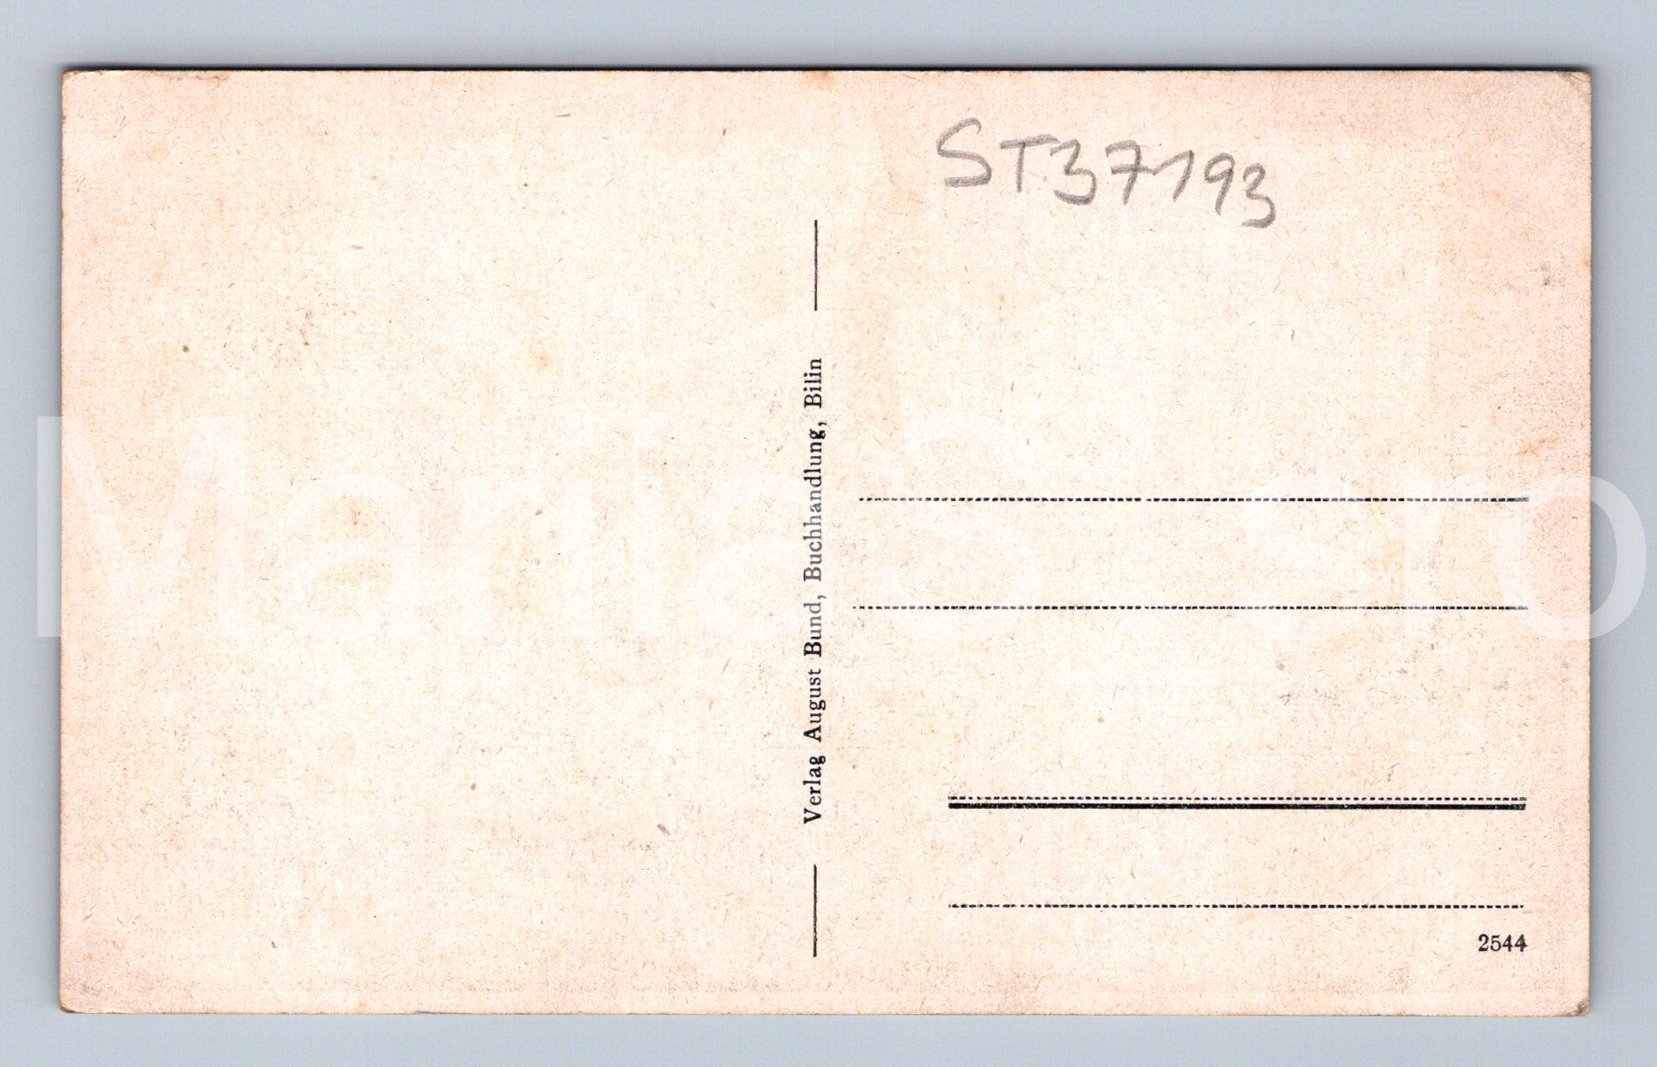 ST37193
Verlag August Bund, Buchhandlung, Bilin
2544